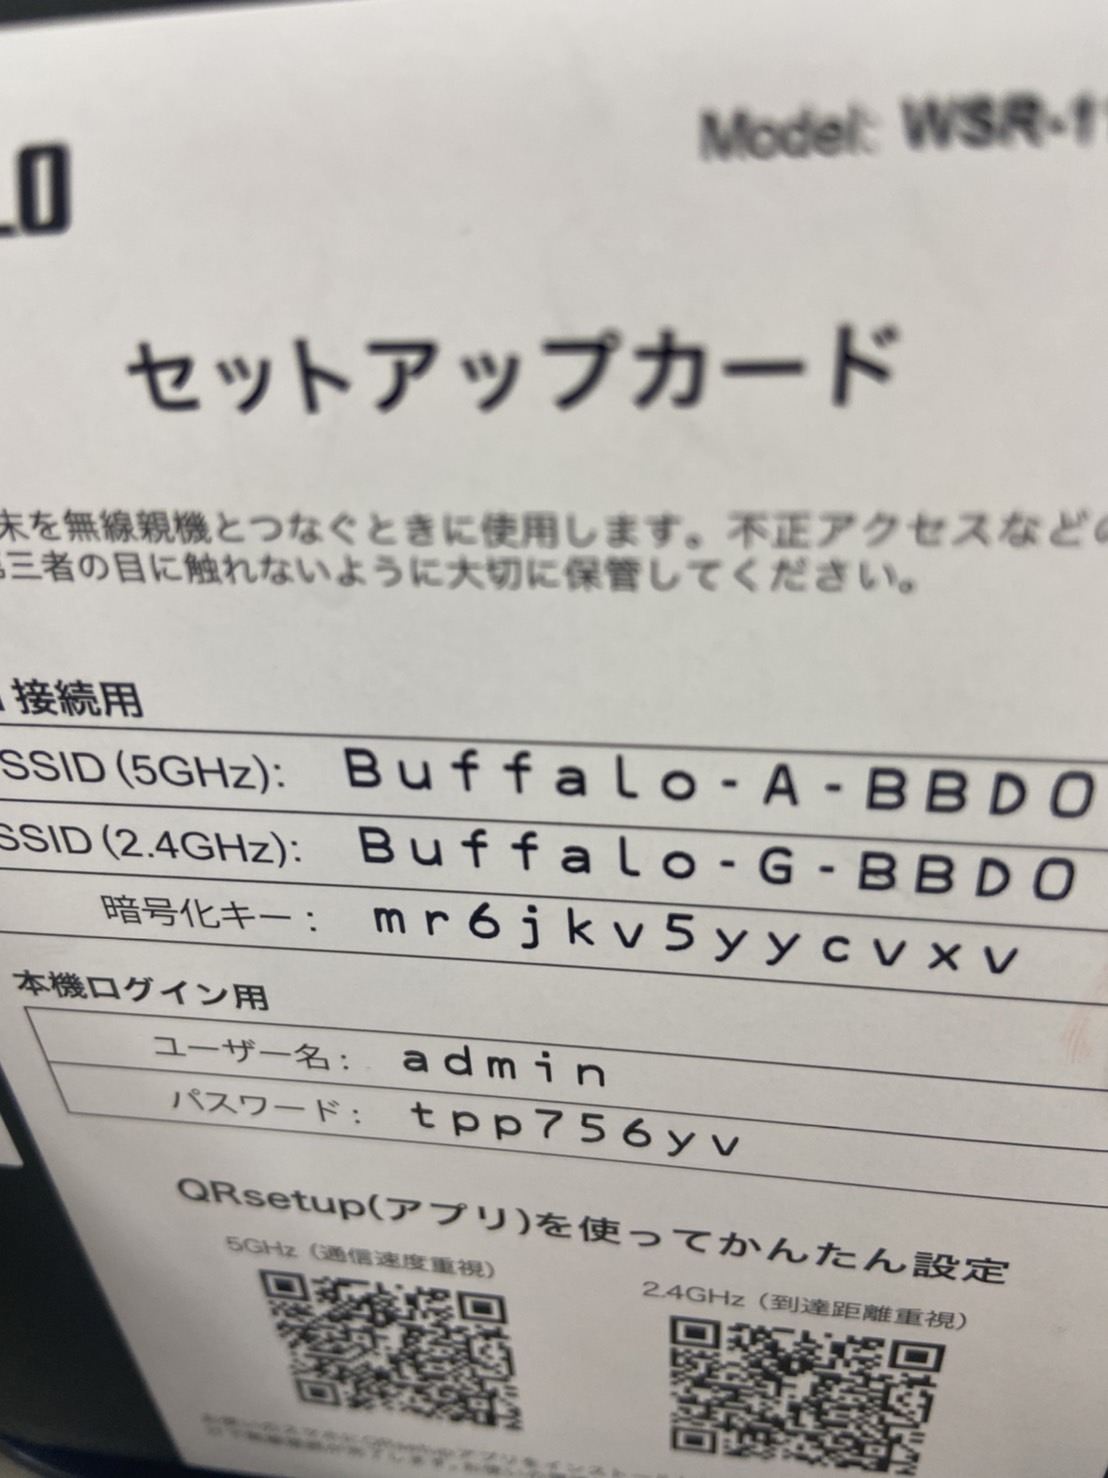 LO
Model: WSR-11
セットアップカード
末を無線親機とつなぐときに使用します。不正アクセスなどの
三者の目に触れないように大切に保管してください。
接続用
SSID (5GHz): Buffalo-A-BBD0
SSID (2.4GHz): Buffalo-G-BBD0
暗号化キー: mr6jkv5yycvxv
本機ログイン用
ユーザー名: admin
パスワード: tpp756yv
QRsetup(アプリ)を使ってかんたん設定
5GHz (通信速度重視)
2.4GHz (到達距離重視)